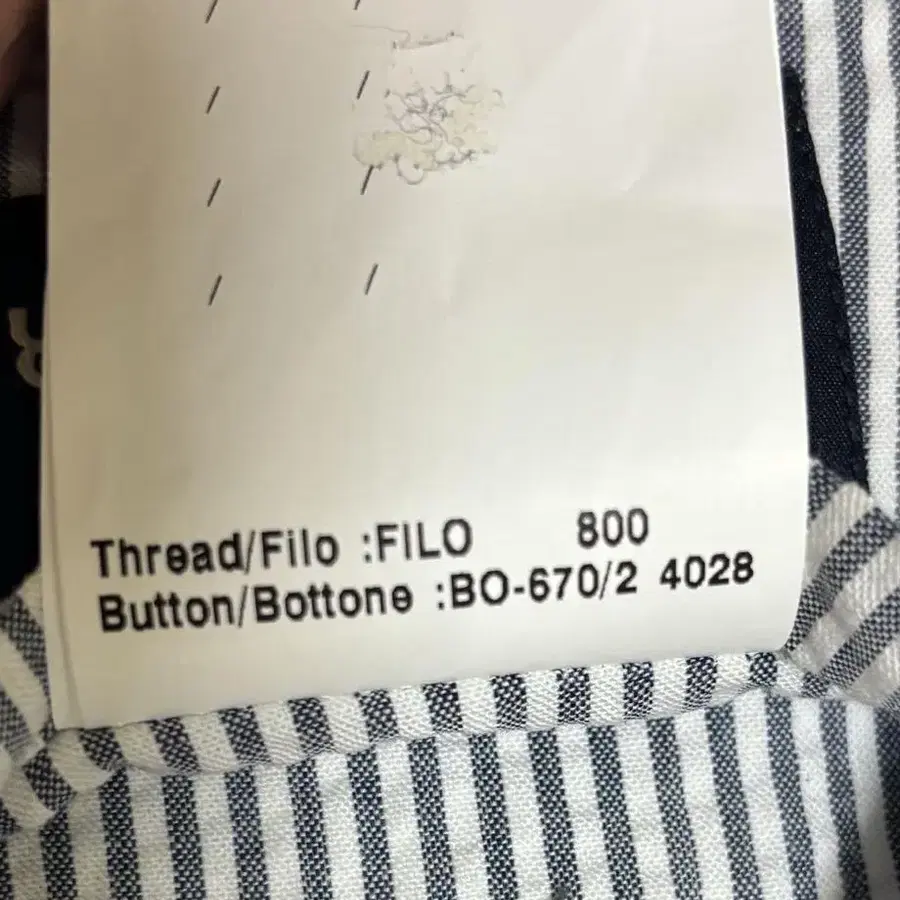 / /
/ /
/ /
/ /
Thread/Filo :FILO 800
Button/Bottone :BO-670/2 4028